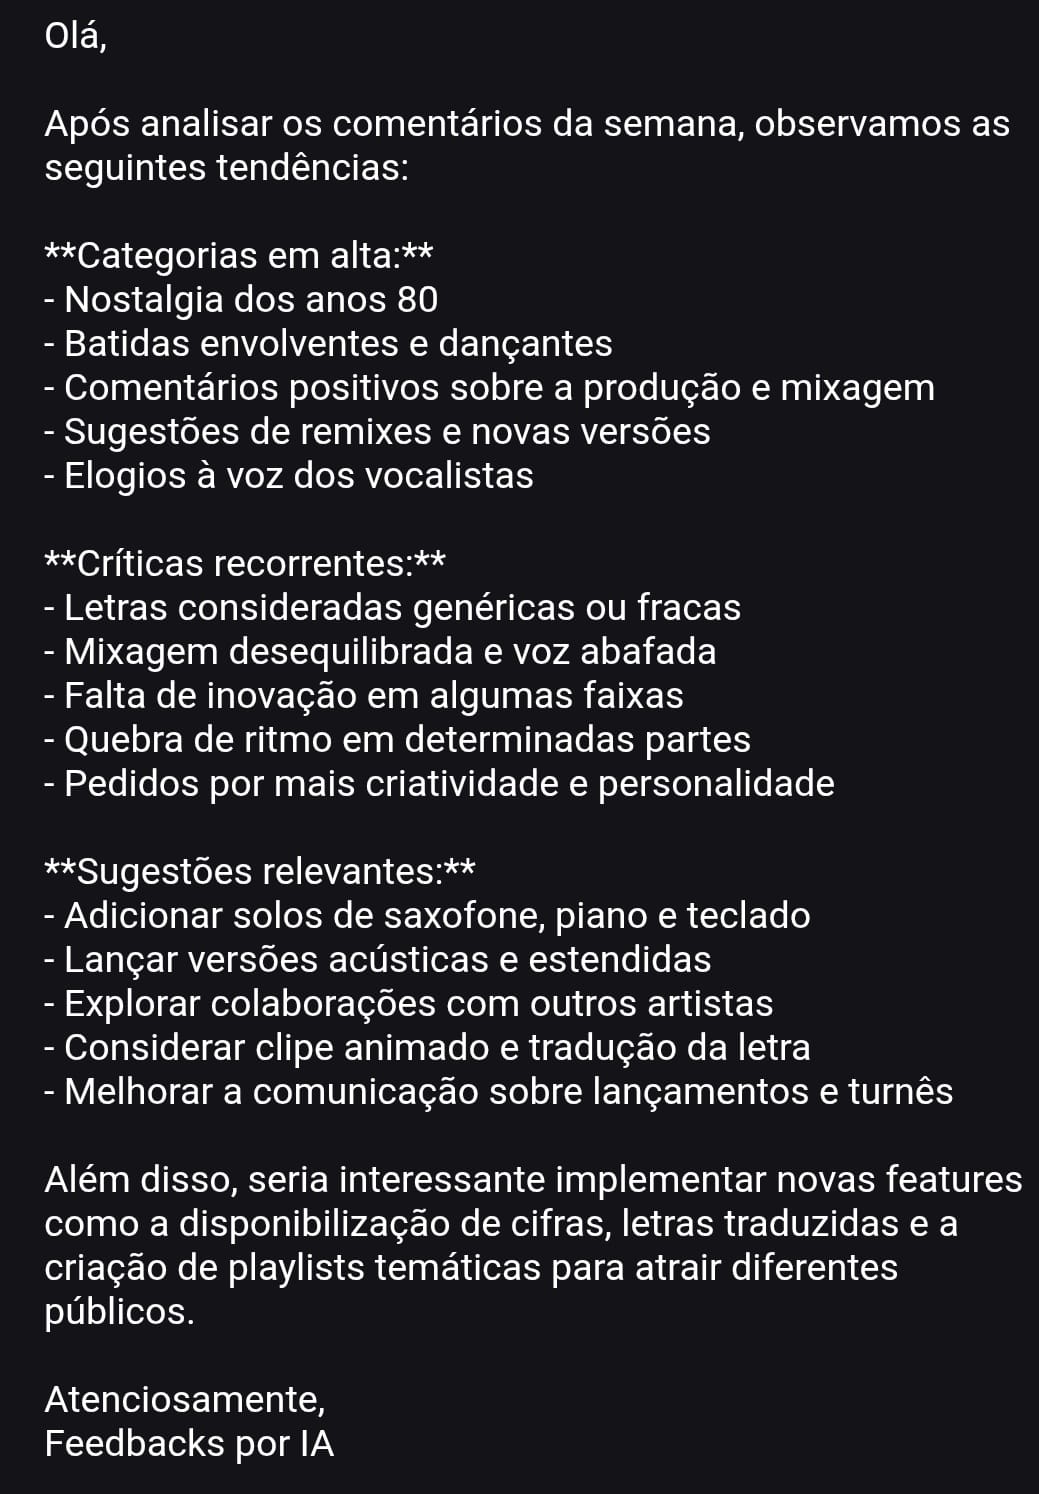 Olá,
Após analisar os comentários da semana, observamos as
seguintes tendências:
**Categorias em alta:**
- Nostalgia dos anos 80
- Batidas envolventes e dançantes
- Comentários positivos sobre a produção e mixagem
- Sugestões de remixes e novas versões
- Elogios à voz dos vocalistas
**Críticas recorrentes:**
- Letras consideradas genéricas ou fracas
- Mixagem desequilibrada e voz abafada
- Falta de inovação em algumas faixas
- Quebra de ritmo em determinadas partes
- Pedidos por mais criatividade e personalidade
**Sugestões relevantes:**
- Adicionar solos de saxofone, piano e teclado
- Lançar versões acústicas e estendidas
- Explorar colaborações com outros artistas
- Considerar clipe animado e tradução da letra
- Melhorar a comunicação sobre lançamentos e turnês
Além disso, seria interessante implementar novas features
como a disponibilização de cifras, letras traduzidas e a
criação de playlists temáticas para atrair diferentes
públicos.
Atenciosamente,
Feedbacks por IA